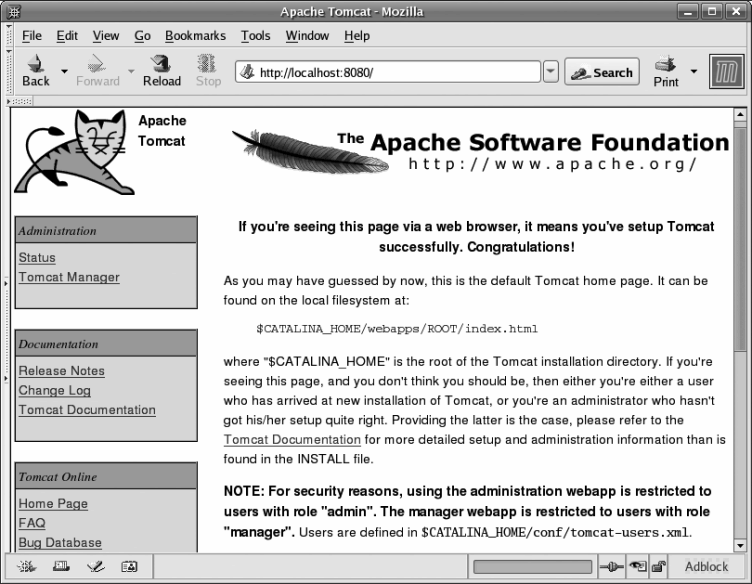 Apache Tomcat - Mozilla
File Edit View Go Bookmarks Tools Window Help
Back Forward Reload Stop http://localhost:8080/ Search Print m
Apache
Tomcat
The Apache Software Foundation
http://www.apache.org/
Administration
Status
Tomcat Manager
Documentation
Release Notes
Change Log
Tomcat Documentation
Tomcat Online
Home Page
FAQ
Bug Database
If you're seeing this page via a web browser, it means you've setup Tomcat
successfully. Congratulations!
As you may have guessed by now, this is the default Tomcat home page. It can be
found on the local filesystem at:
$CATALINA_HOME/webapps/ROOT/index.html
where "$CATALINA_HOME" is the root of the Tomcat installation directory. If you're
seeing this page, and you don't think you should be, then either you're either a user
who has arrived at new installation of Tomcat, or you're an administrator who hasn't
got his/her setup quite right. Providing the latter is the case, please refer to the
Tomcat Documentation for more detailed setup and administration information than is
found in the INSTALL file.
NOTE: For security reasons, using the administration webapp is restricted to
users with role "admin". The manager webapp is restricted to users with role
"manager". Users are defined in $CATALINA_HOME/conf/tomcat-users.xml.
Adblock